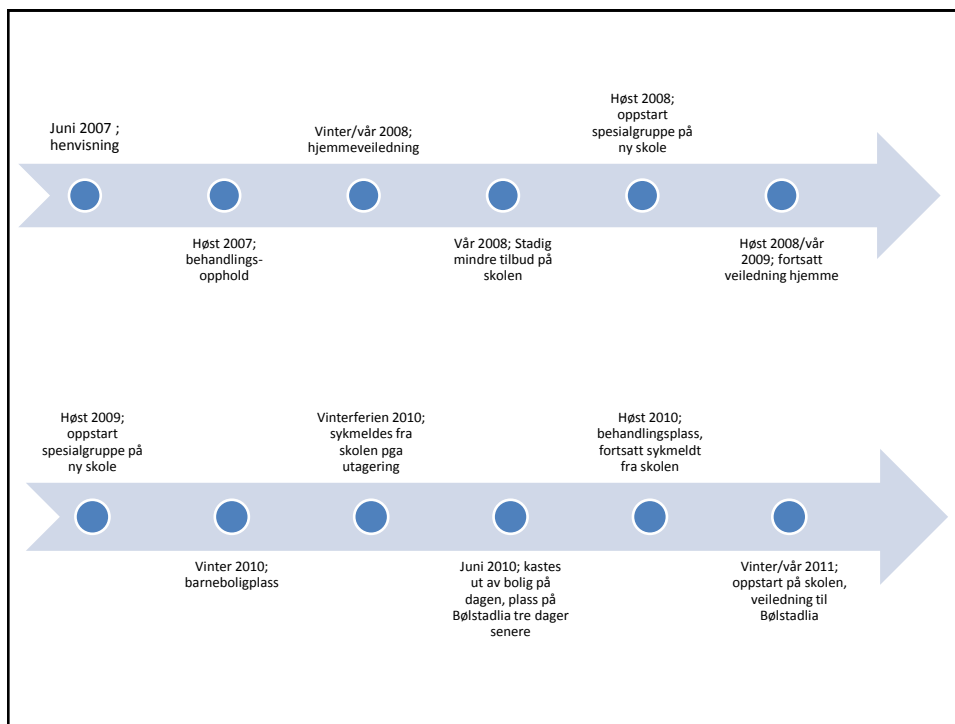 Juni 2007 ;
henvisning
Høst 2007;
behandlings-
opphold
Vinter/vår 2008;
hjemmeveiledning
Vår 2008; Stadig
mindre tilbud på
skolen
Høst 2008;
oppstart
spesialgruppe på
ny skole
Høst 2008/vår
2009; fortsatt
veiledning hjemme
Høst 2009;
oppstart
spesialgruppe på
ny skole
Vinter 2010;
barneboligplass
Vinterferien 2010;
sykmeldes fra
skolen pga
utagering
Juni 2010; kastes
ut av bolig på
dagen, plass på
Bølstadlia tre dager
senere
Høst 2010;
behandlingsplass,
fortsatt sykmeldt
fra skolen
Vinter/vår 2011;
oppstart på skolen,
veiledning til
Bølstadlia